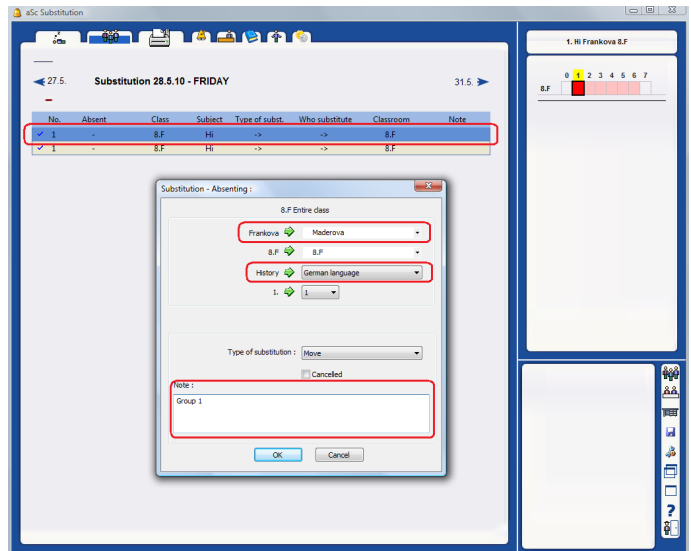 aSc Substitution
1. Hi Frankova 8.F
27.5. Substitution 28.5.10 - FRIDAY 31.5.
0 1 2 3 4 5 6 7
8.F
No. Absent Class Subject Type of subst. Who substitute Classroom Note
1 - 8.F Hi -> -> 8.F
1 - 8.F Hi -> -> 8.F
Substitution - Absenting :
8.F Entire class
Frankova Maderova
8.F 8.F
History German language
1. 1
Type of substitution : Move
Cancelled
Note :
Group 1
OK Cancel
?